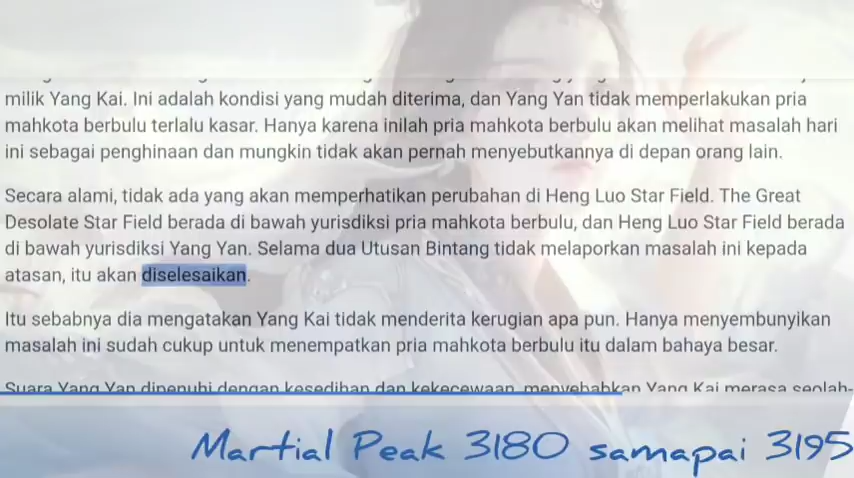 milik Yang Kai. Ini adalah kondisi yang mudah diterima, dan Yang Yan tidak memperlakukan pria
mahkota berbulu terlalu kasar. Hanya karena inilah pria mahkota berbulu akan melihat masalah hari
ini sebagai penghinaan dan mungkin tidak akan pernah menyebutkannya di depan orang lain.
Secara alami, tidak ada yang akan memperhatikan perubahan di Heng Luo Star Field. The Great
Desolate Star Field berada di bawah yurisdiksi pria mahkota berbulu, dan Heng Luo Star Field berada
di bawah yurisdiksi Yang Yan. Selama dua Utusan Bintang tidak melaporkan masalah ini kepada
atasan, itu akan diselesaikan.
Itu sebabnya dia mengatakan Yang Kai tidak menderita kerugian apa pun. Hanya menyembunyikan
masalah ini sudah cukup untuk menempatkan pria mahkota berbulu itu dalam bahaya besar.
Suara Yang Yan dipenuhi dengan kesedihan dan kekecewaan, menyebabkan Yang Kai merasa seolah-
Martial Peak 3180 samapai 3195